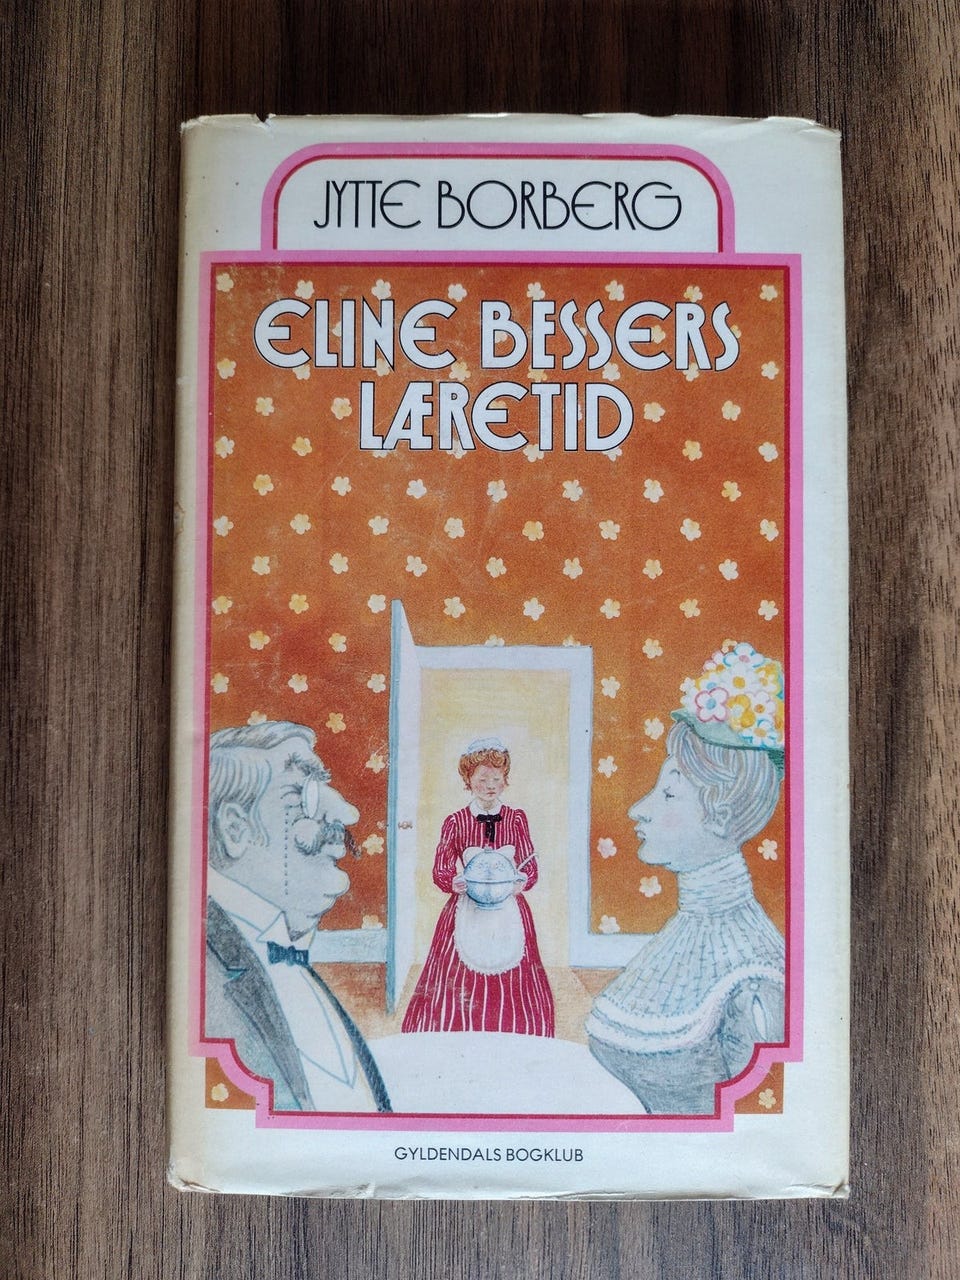 JYTTE BORBERG
ELINE BESSERS
LÆRETID
GYLDENDALS BOGKLUB